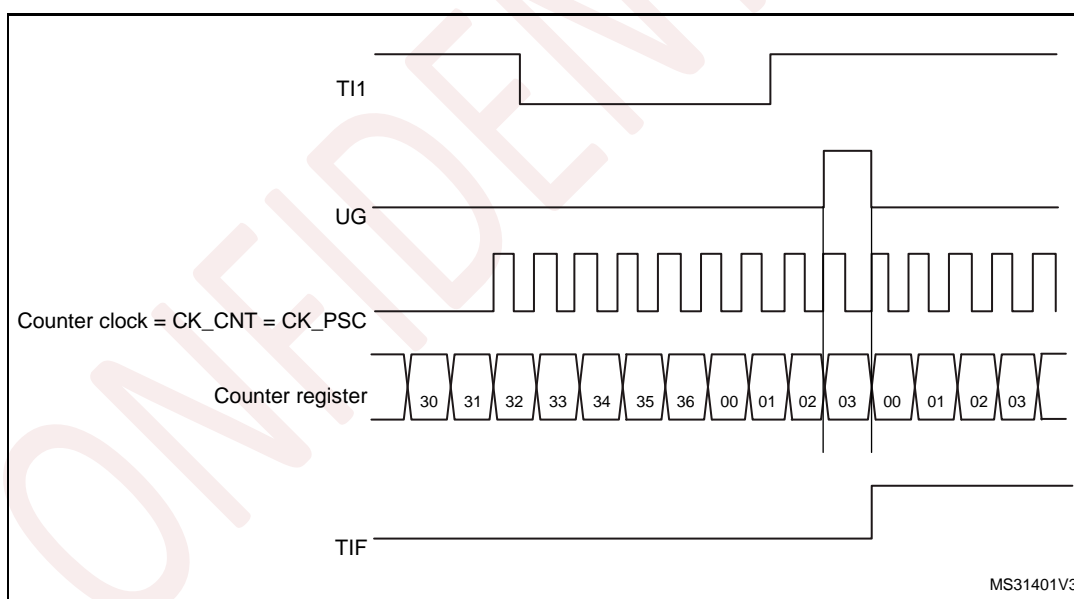 TI1
UG
Counter clock = CK_CNT = CK_PSC
Counter register 30 31 32 33 34 35 36 00 01 02 03 00 01 02 03
TIF
MS31401V3
ONFIDEN